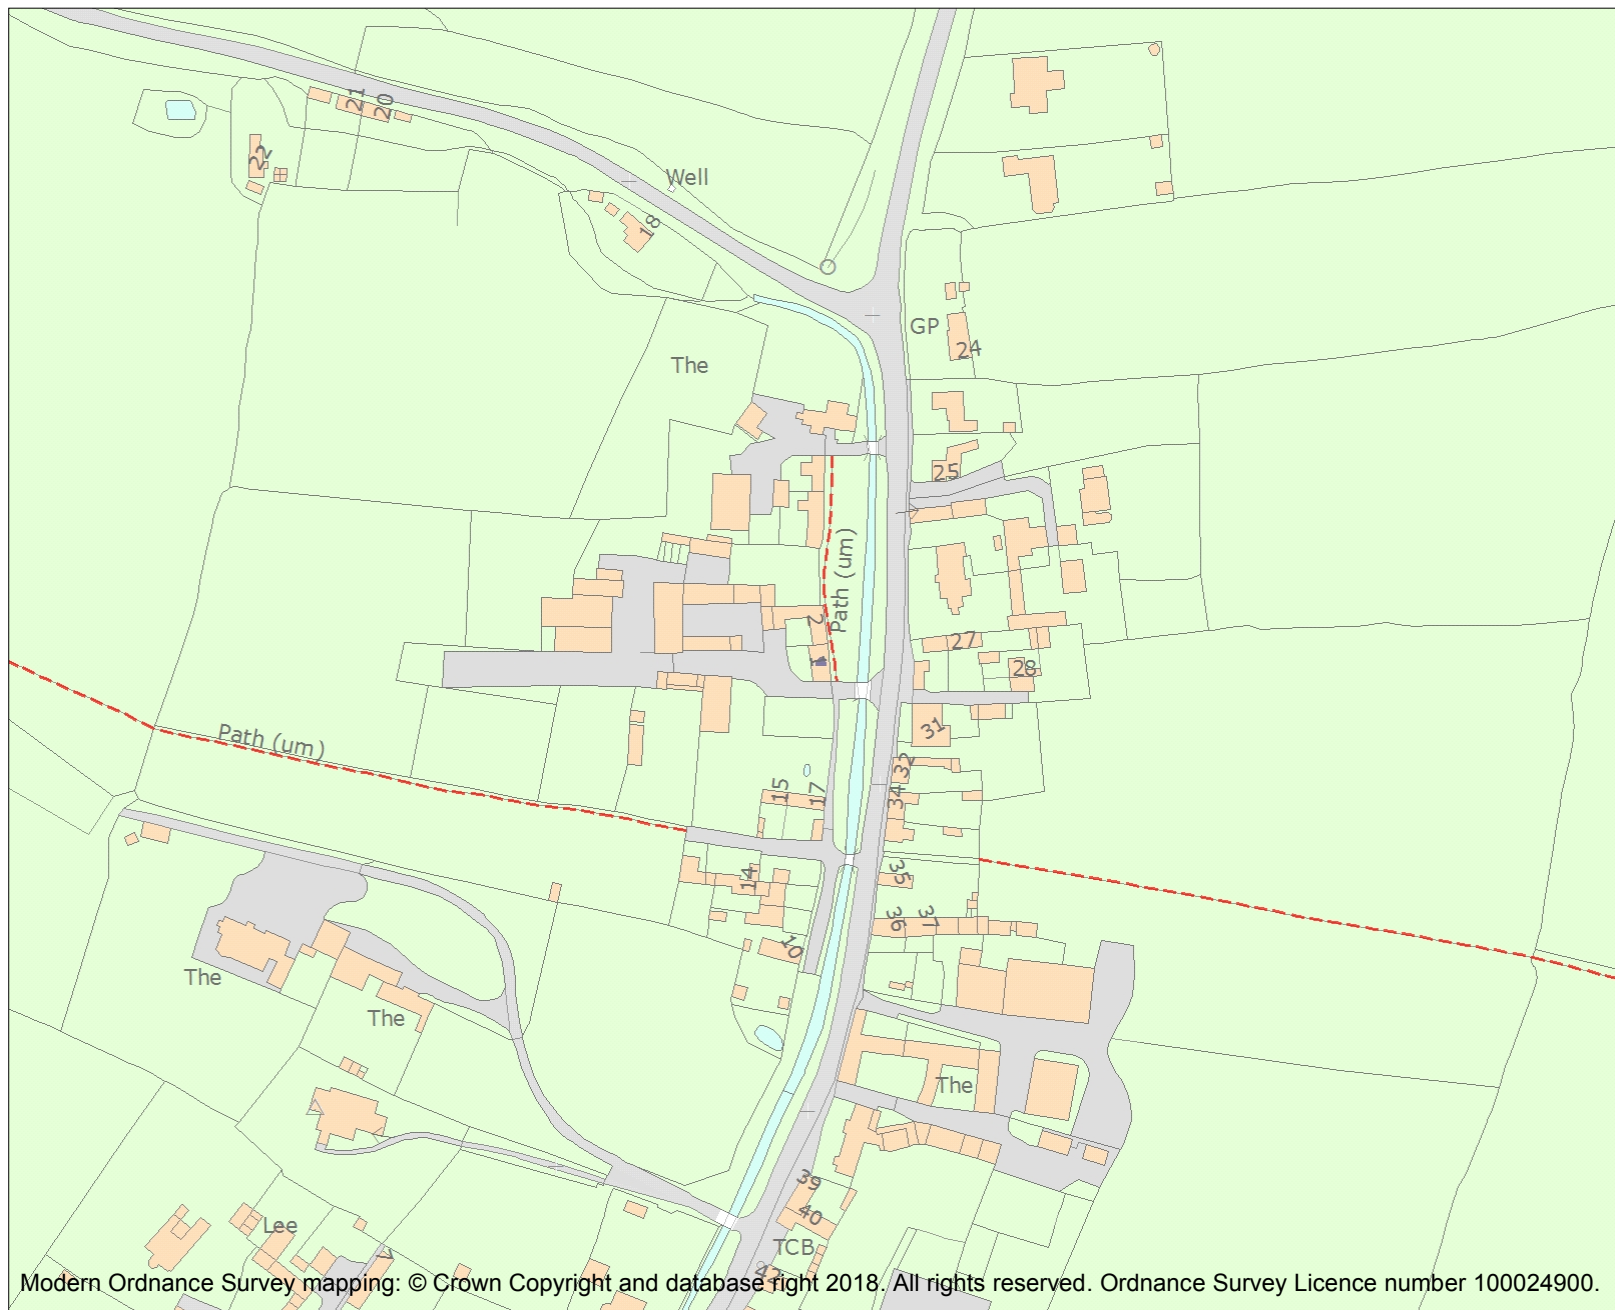 21
20
22
Well
18
GP
24
The
25
Path (um)
2
1
27
28
31
32
34
Path (um)
15
17
14
35
36
37
10
The
The
The
39
40
Lee
TCB
42
Modern Ordnance Survey mapping: © Crown Copyright and database right 2018. All rights reserved. Ordnance Survey Licence number 100024900.